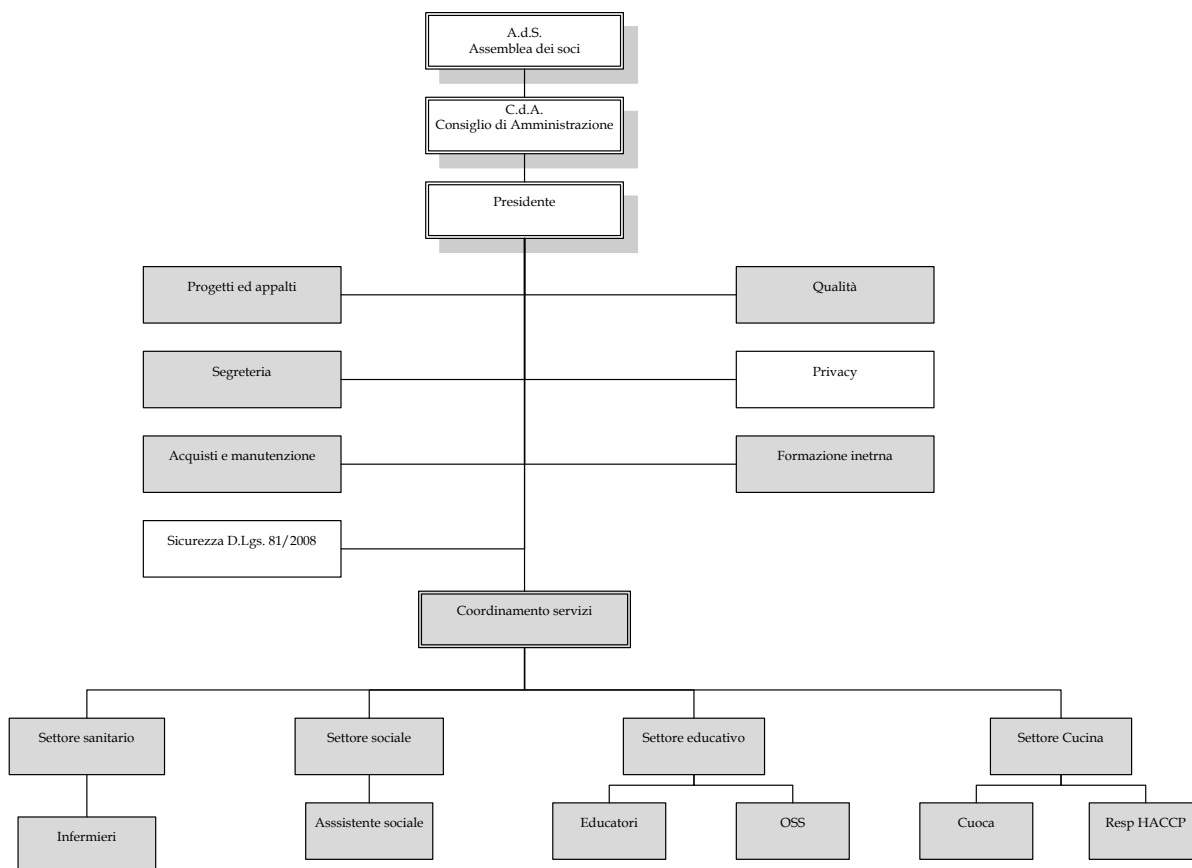 A.d.S.
Assemblea dei soci
C.d.A.
Consiglio di Amministrazione
Presidente
Progetti ed appalti
Qualità
Segreteria
Privacy
Acquisti e manutenzione
Formazione inetrna
Sicurezza D.Lgs. 81/2008
Coordinamento servizi
Settore sanitario
Settore sociale
Settore educativo
Settore Cucina
Infermieri
Asssistente sociale
Educatori
OSS
Cuoca
Resp HACCP